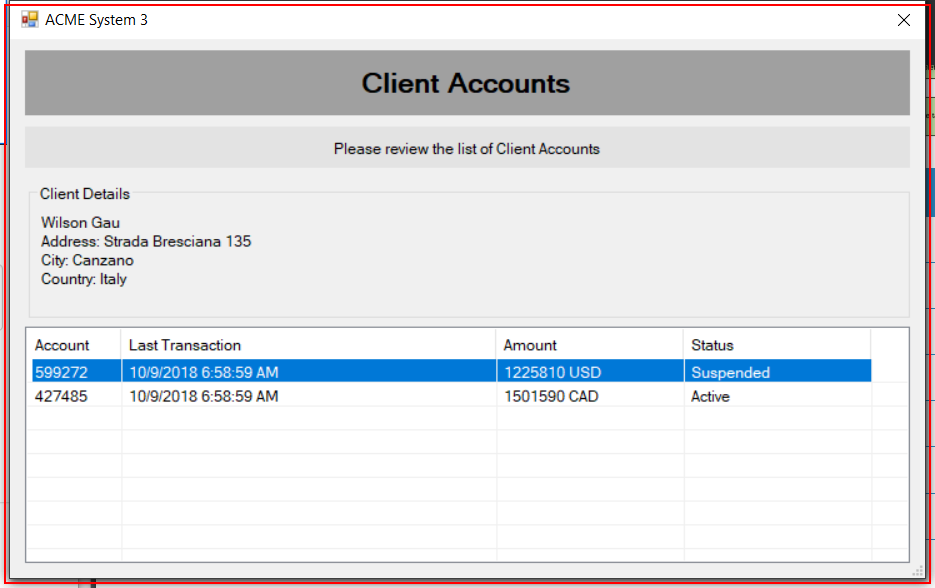 ACME System 3
Client Accounts
Please review the list of Client Accounts
Client Details
Wilson Gau
Address: Strada Bresciana 135
City: Canzano
Country: Italy
Account Last Transaction Amount Status
599272 10/9/2018 6:58:59 AM 1225810 USD Suspended
427485 10/9/2018 6:58:59 AM 1501590 CAD Active